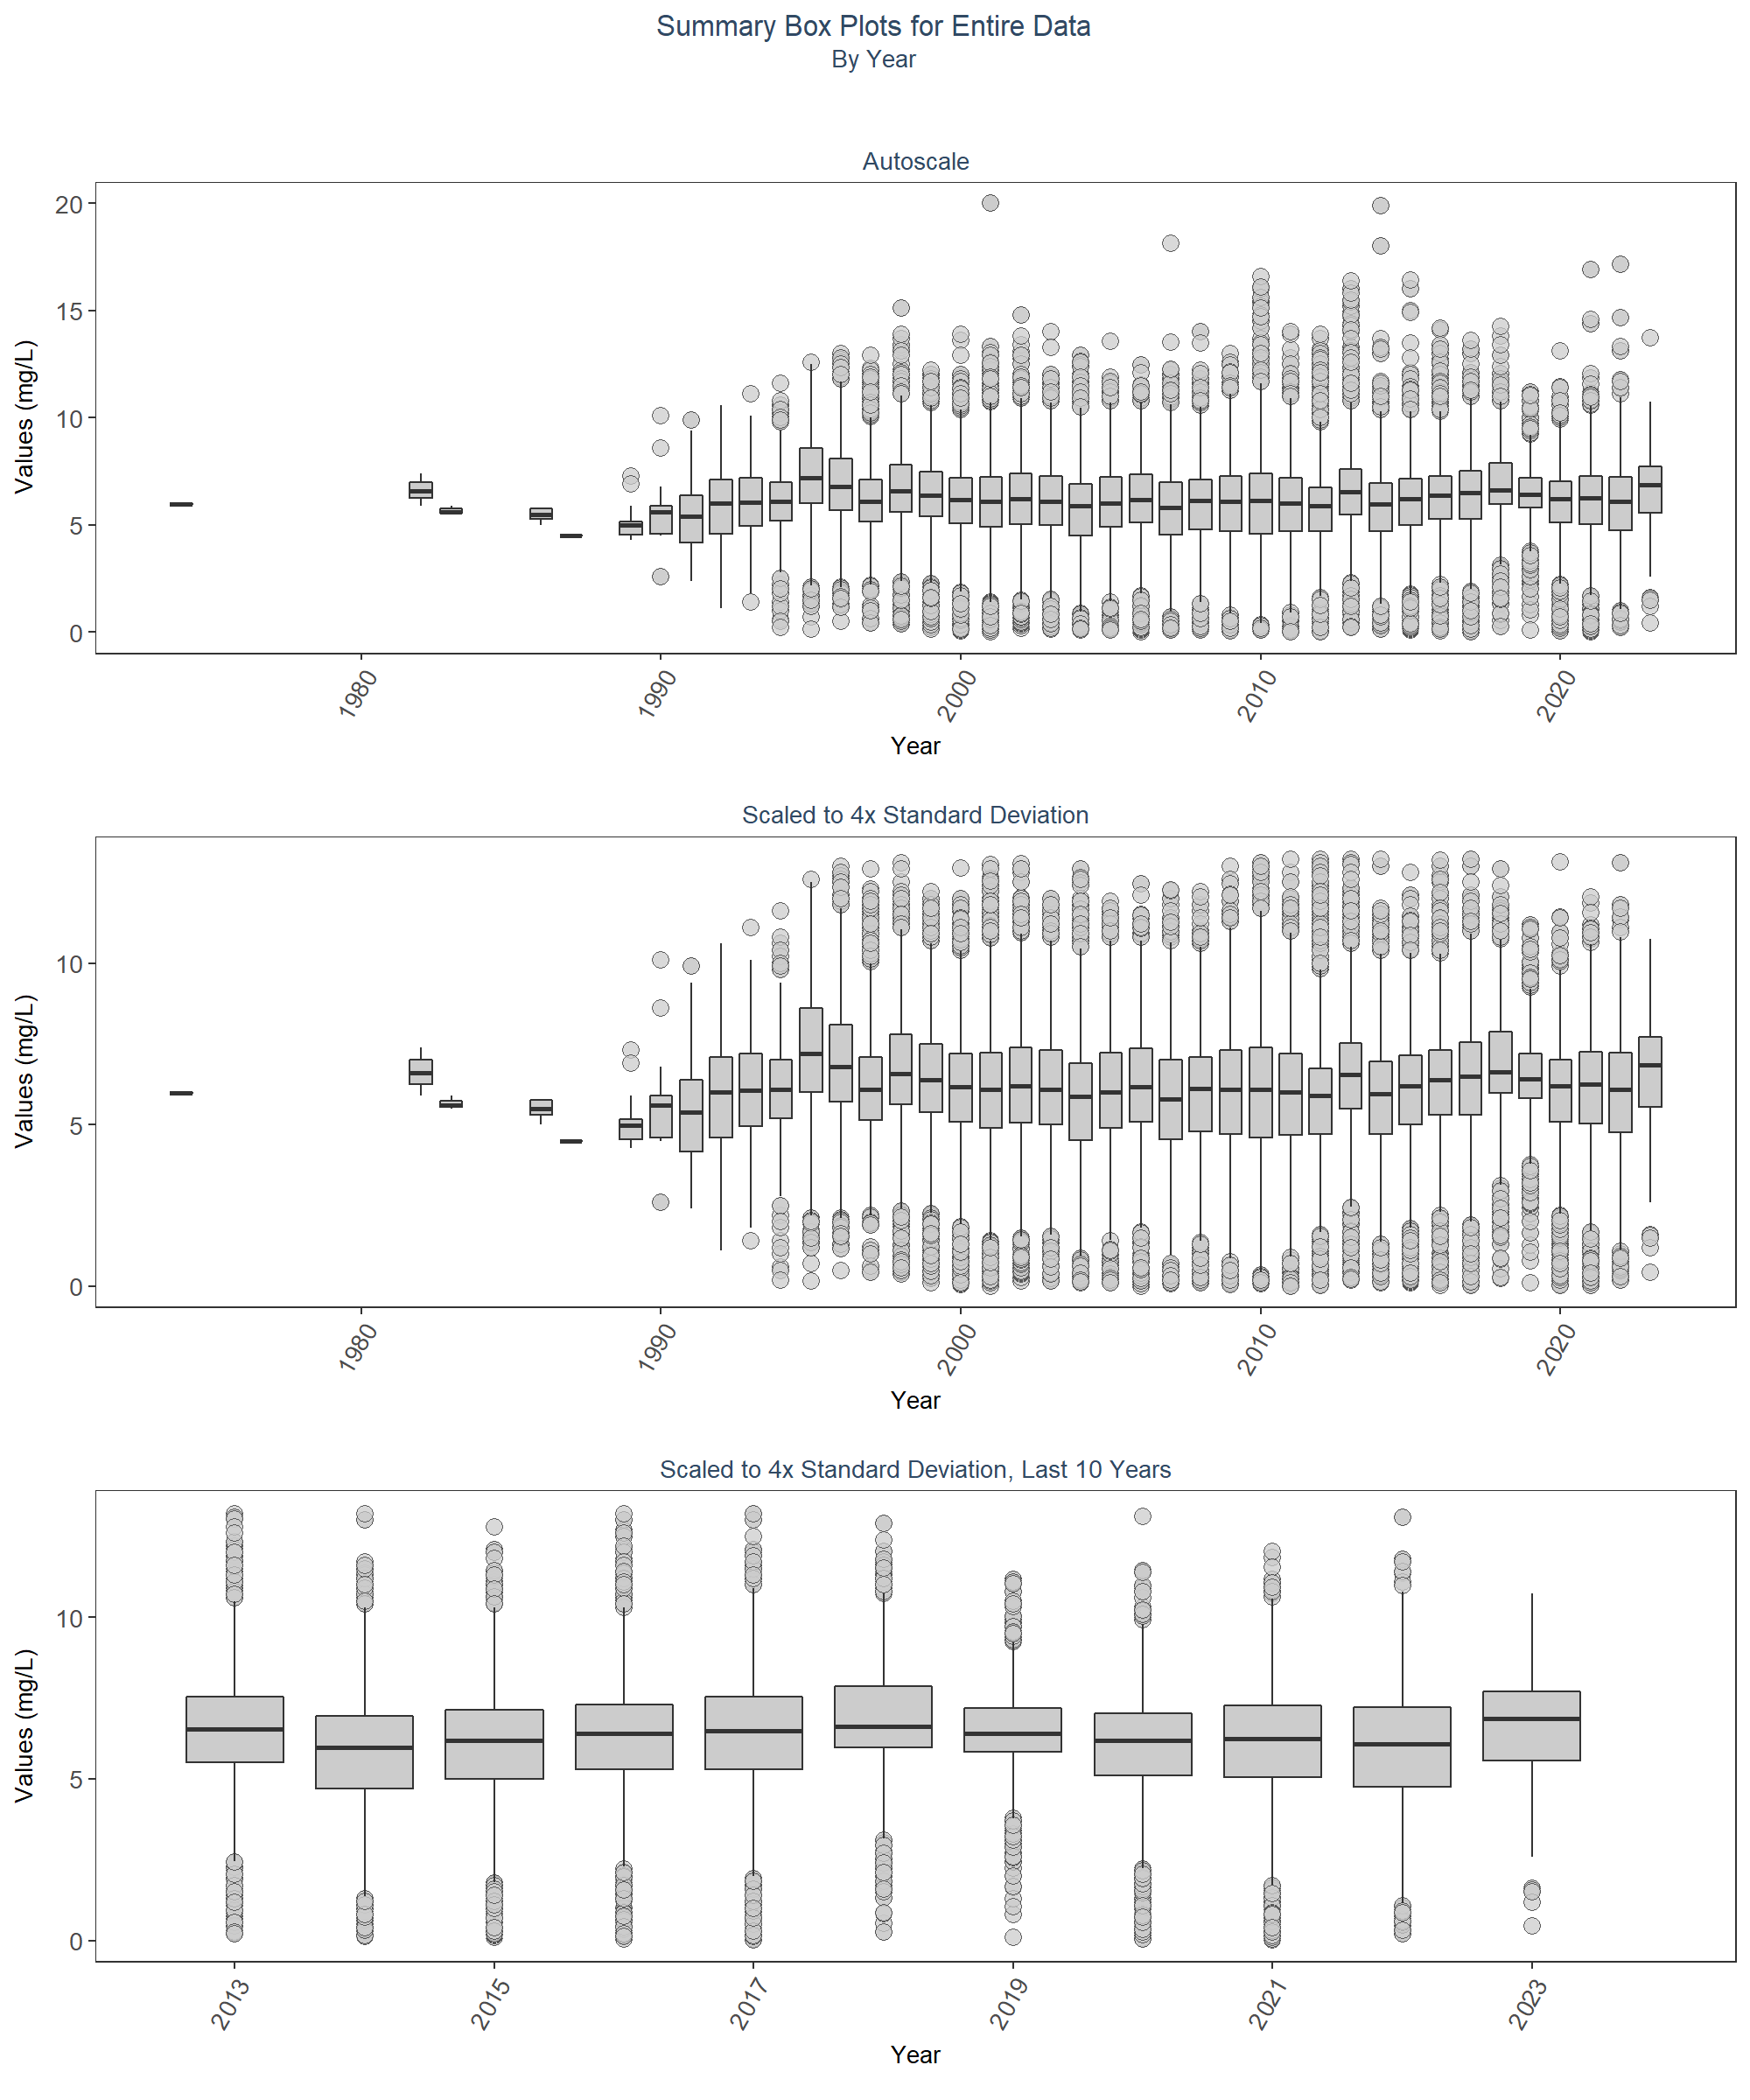 Summary Box Plots for Entire Data
By Year
Autoscale
Values (mg/L)
20
15
10
5
0
1980
1990
2000
2010
2020
Year
Scaled to 4x Standard Deviation
Values (mg/L)
10
5
0
1980
1990
2000
2010
2020
Year
Scaled to 4x Standard Deviation, Last 10 Years
Values (mg/L)
10
5
0
2013
2015
2017
2019
2021
2023
Year